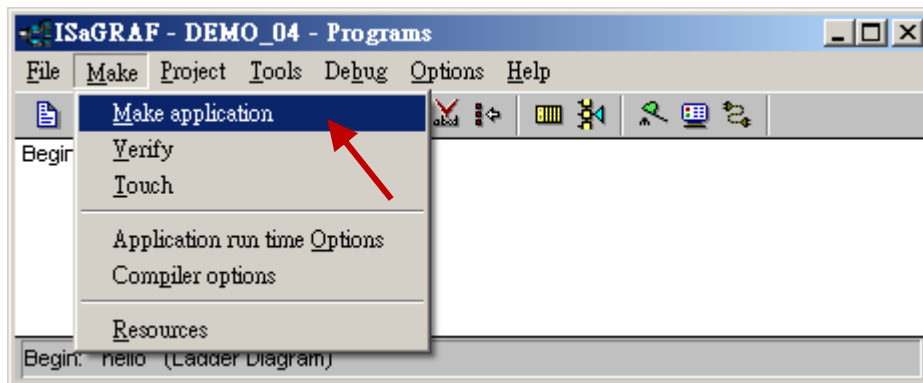 ISaGRAF - DEMO_04 - Programs
File Make Project Tools Debug Options Help
Make application
Begin
Verify
Touch
Application run time Options
Compiler options
Resources
Begin: hello (Ladder Diagram)